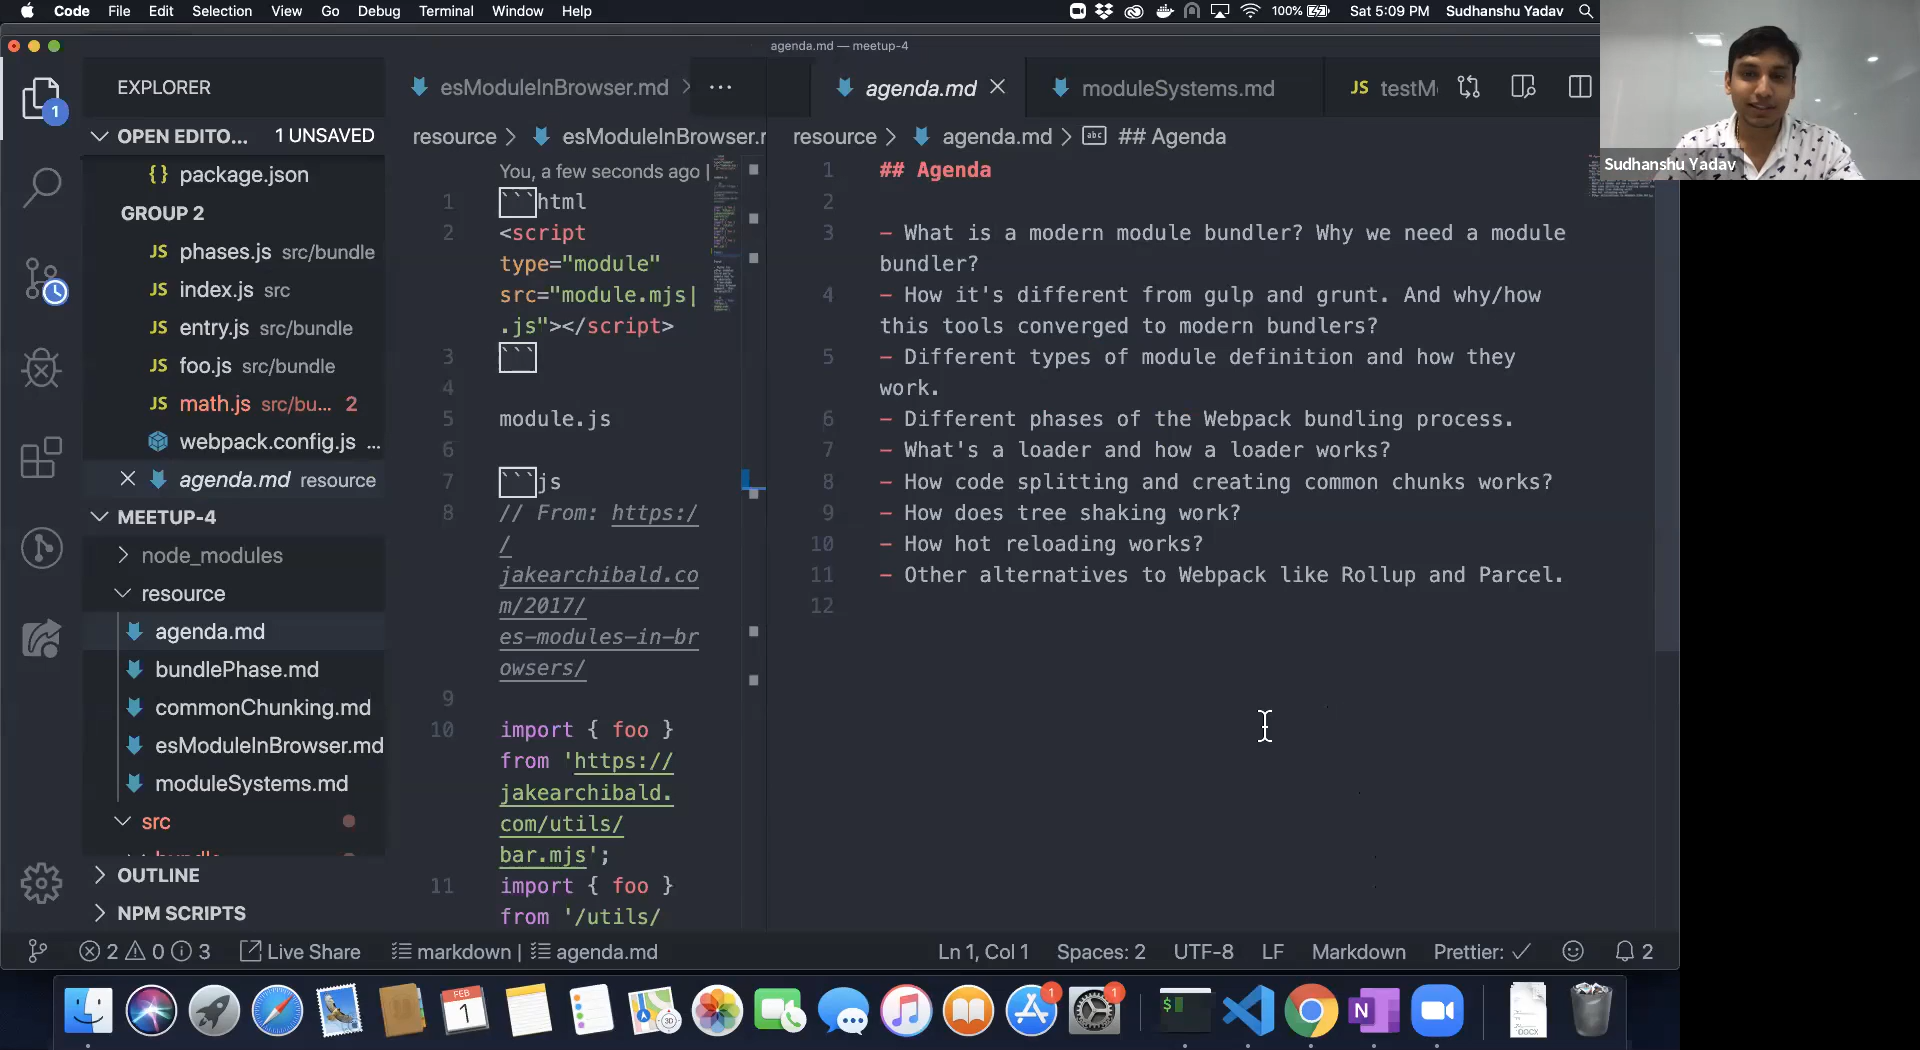 Code File Edit Selection View Go Debug Terminal Window Help 100% Sat 5:09 PM Sudhanshu Yadav
agenda.md — meetup-4
EXPLORER
OPEN EDITO... 1 UNSAVED
{} package.json
GROUP 2
JS phases.js src/bundle
JS index.js src
JS entry.js src/bundle
JS foo.js src/bundle
JS math.js src/bu... 2
webpack.config.js ...
agenda.md resource
MEETUP-4
node_modules
resource
agenda.md
bundlePhase.md
commonChunking.md
esModuleInBrowser.md
moduleSystems.md
src
OUTLINE
NPM SCRIPTS
esModuleInBrowser.md ...
resource > esModuleInBrowser.r
You, a few seconds ago |
1 ```html
2 <script
type="module"
src="module.mjs|
.js"></script>
3 ```
4
5 module.js
6
7 ```js
8 // From: https:/
/
jakearchibald.co
m/2017/
es-modules-in-br
owsers/
9
10 import { foo }
from 'https://
jakearchibald.
com/utils/
bar.mjs';
11 import { foo }
from '/utils/
agenda.md moduleSystems.md JS testM
resource > agenda.md > abc ## Agenda
1 ## Agenda
2
3 - What is a modern module bundler? Why we need a module
bundler?
4 - How it's different from gulp and grunt. And why/how
this tools converged to modern bundlers?
5 - Different types of module definition and how they
work.
6 - Different phases of the Webpack bundling process.
7 - What's a loader and how a loader works?
8 - How code splitting and creating common chunks works?
9 - How does tree shaking work?
10 - How hot reloading works?
11 - Other alternatives to Webpack like Rollup and Parcel.
12
Sudhanshu Yadav
2 0 3 Live Share markdown | agenda.md Ln 1, Col 1 Spaces: 2 UTF-8 LF Markdown Prettier: ✓ 2
1
FEB
1
3D
1
1
$
N
DOCX